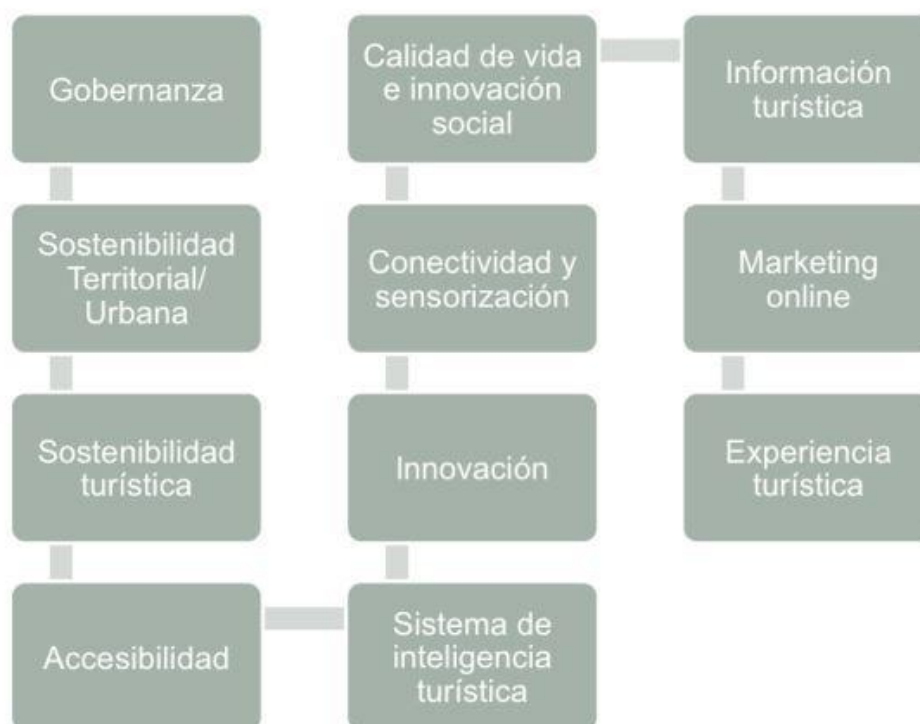 Gobernanza
Sostenibilidad
Territorial/
Urbana
Sostenibilidad
turística
Accesibilidad
Sistema de
inteligencia
turística
Innovación
Conectividad y
sensorización
Calidad de vida
e innovación
social
Información
turística
Marketing
online
Experiencia
turística